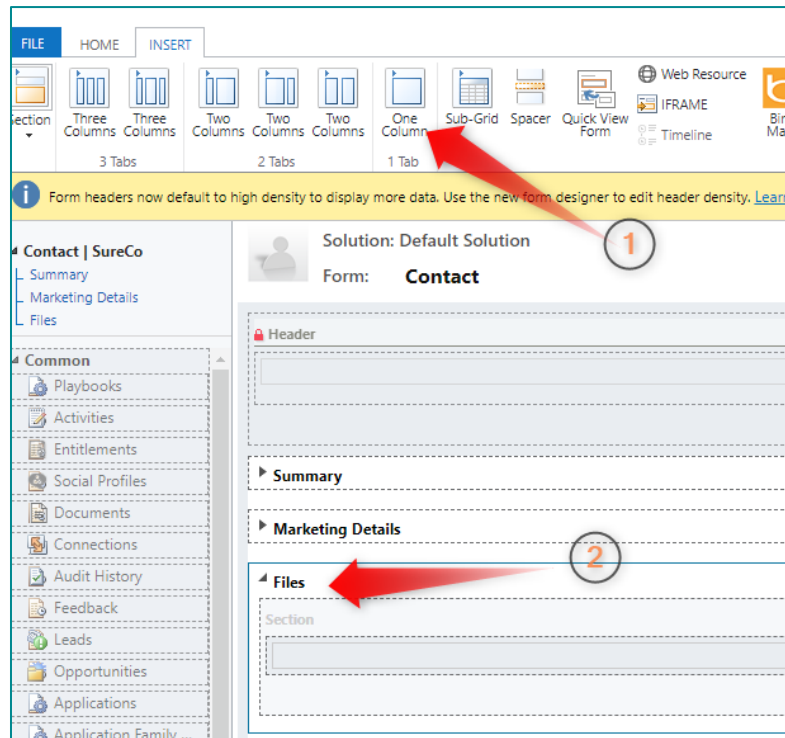 FILE HOME INSERT
Section
Three Columns
Three Columns
Two Columns
Two Columns
Two Columns
One Column
Sub-Grid
Spacer
Quick View Form
Web Resource
IFRAME
Timeline
3 Tabs
2 Tabs
1 Tab
Form headers now default to high density to display more data. Use the new form designer to edit header density.
1
Contact | SureCo
Summary
Marketing Details
Files
Common
Playbooks
Activities
Entitlements
Social Profiles
Documents
Connections
Audit History
Feedback
Leads
Opportunities
Applications
Application Family ...
Solution: Default Solution
Form: Contact
Header
Summary
Marketing Details
2
Files
Section